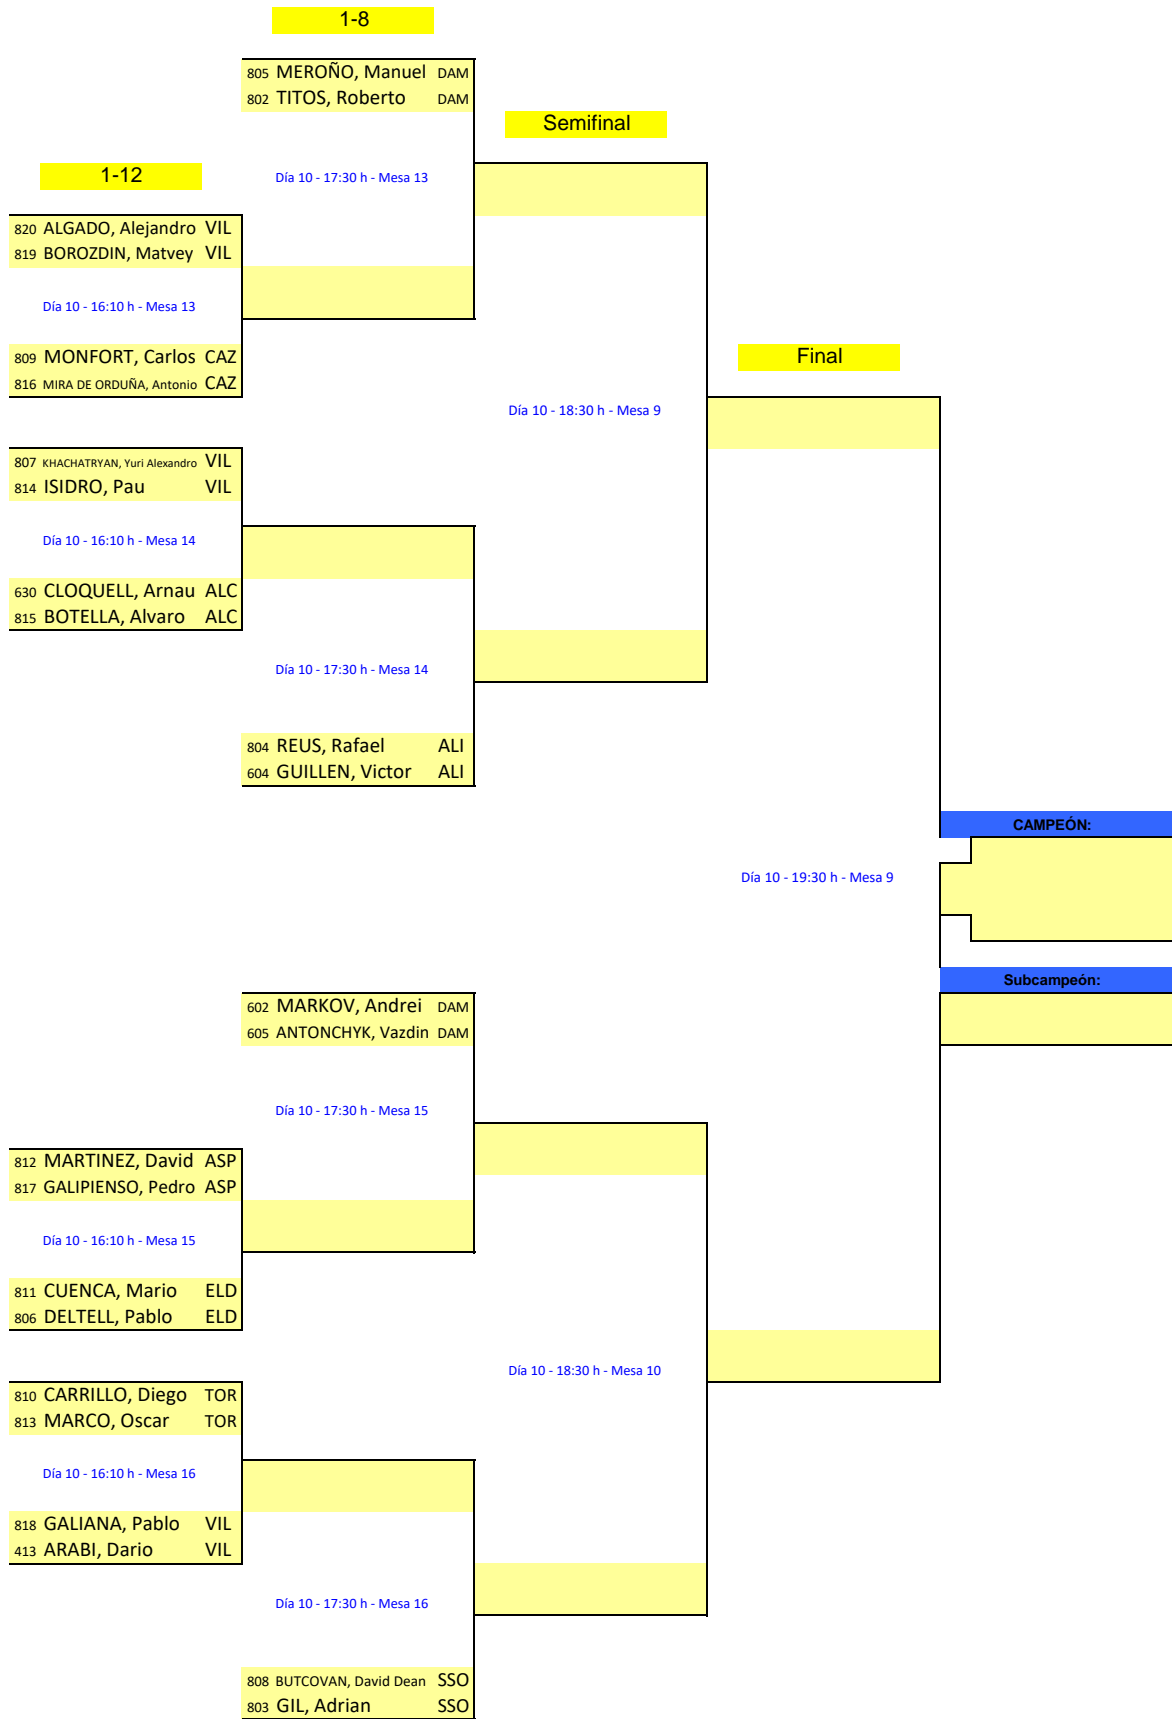 1-8
805 MEROÑO, Manuel DAM
802 TITOS, Roberto DAM
Semifinal
1-12
Día 10 - 17:30 h - Mesa 13
820 ALGADO, Alejandro VIL
819 BOROZDIN, Matvey VIL
Día 10 - 16:10 h - Mesa 13
809 MONFORT, Carlos CAZ
816 MIRA DE ORDUÑA, Antonio CAZ
Final
Día 10 - 18:30 h - Mesa 9
807 KHACHATRYAN, Yuri Alexandro VIL
814 ISIDRO, Pau VIL
Día 10 - 16:10 h - Mesa 14
630 CLOQUELL, Arnau ALC
815 BOTELLA, Alvaro ALC
Día 10 - 17:30 h - Mesa 14
804 REUS, Rafael ALI
604 GUILLEN, Victor ALI
CAMPEÓN:
Día 10 - 19:30 h - Mesa 9
Subcampeón:
602 MARKOV, Andrei DAM
605 ANTONCHYK, Vazdin DAM
Día 10 - 17:30 h - Mesa 15
812 MARTINEZ, David ASP
817 GALIPIENSO, Pedro ASP
Día 10 - 16:10 h - Mesa 15
811 CUENCA, Mario ELD
806 DELTELL, Pablo ELD
Día 10 - 18:30 h - Mesa 10
810 CARRILLO, Diego TOR
813 MARCO, Oscar TOR
Día 10 - 16:10 h - Mesa 16
818 GALIANA, Pablo VIL
413 ARABI, Dario VIL
Día 10 - 17:30 h - Mesa 16
808 BUTCOVAN, David Dean SSO
803 GIL, Adrian SSO